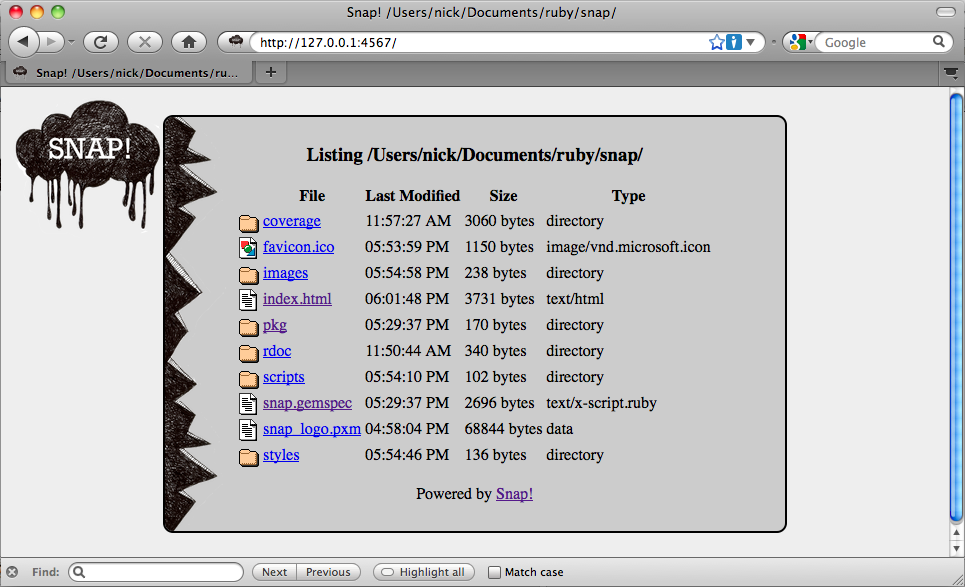 Snap! /Users/nick/Documents/ruby/snap/
http://127.0.0.1:4567/
Google
Snap! /Users/nick/Documents/ru...
SNAP!
Listing /Users/nick/Documents/ruby/snap/
File Last Modified Size Type
coverage 11:57:27 AM 3060 bytes directory
favicon.ico 05:53:59 PM 1150 bytes image/vnd.microsoft.icon
images 05:54:58 PM 238 bytes directory
index.html 06:01:48 PM 3731 bytes text/html
pkg 05:29:37 PM 170 bytes directory
rdoc 11:50:44 AM 340 bytes directory
scripts 05:54:10 PM 102 bytes directory
snap.gemspec 05:29:37 PM 2696 bytes text/x-script.ruby
snap_logo.pxm 04:58:04 PM 68844 bytes data
styles 05:54:46 PM 136 bytes directory
Powered by Snap!
Find: Next Previous Highlight all Match case